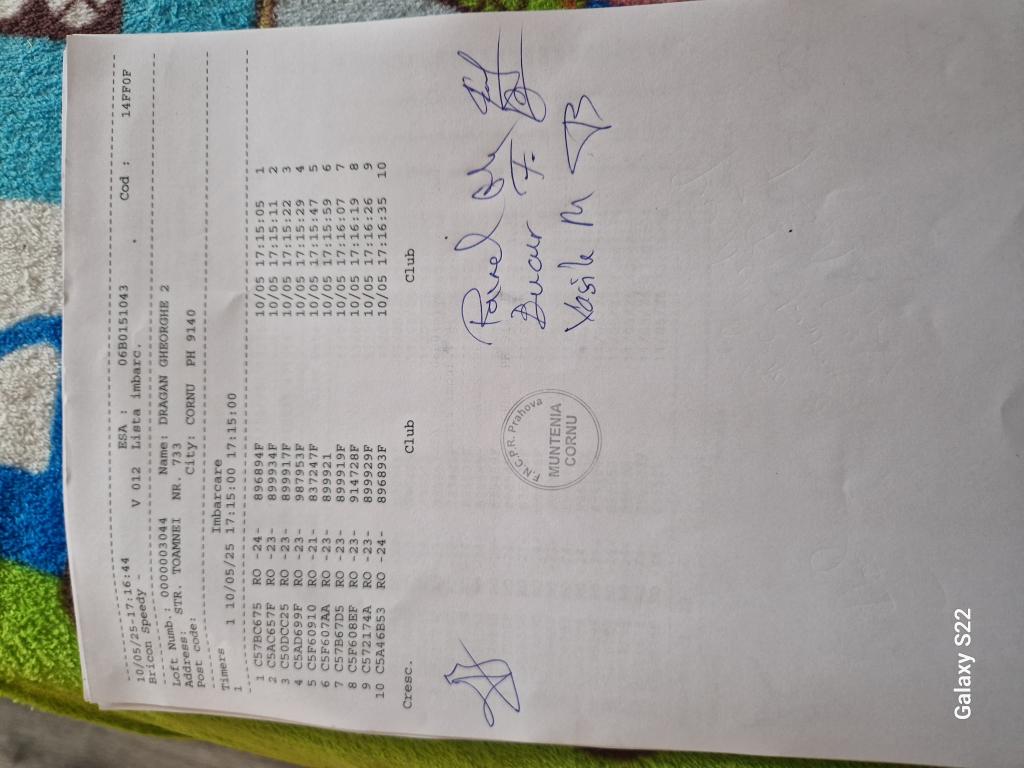 10/05/25-17:16:44 ESA : 06B0151043 Cod : 14FF0F
Bricon Speedy - V 012 Lista imbarc. .
Loft Numb.: 0000003044 Name: DRAGAN GHEORGHE 2
Address: STR. TOAMNEI NR. 733
Post code: City: CORNU PH 9140
Timers Imbarcare
1 1 10/05/25 17:15:00 17:15:00
1 C57BC675 RO -24- 896894F 10/05 17:15:05 1
2 C5AC657F RO -23- 899934F 10/05 17:15:11 2
3 C50DCC25 RO -23- 899917F 10/05 17:15:22 3
4 C5AD699F RO -23- 987953F 10/05 17:15:29 4
5 C5F60910 RO -21- 837247F 10/05 17:15:47 5
6 C5F607AA RO -23- 899921 10/05 17:15:59 6
7 C57B67D5 RO -23- 899919F 10/05 17:16:07 7
8 C5F608EF RO -23- 914728F 10/05 17:16:19 8
9 C572174A RO -23- 899929F 10/05 17:16:26 9
10 C5A46B53 RO -24- 896893F 10/05 17:16:35 10
Cresc. Club Club
Pavel
F.
Vasile M
F.N.C.P.R. Prahova
MUNTENIA
CORNU
Galaxy S22